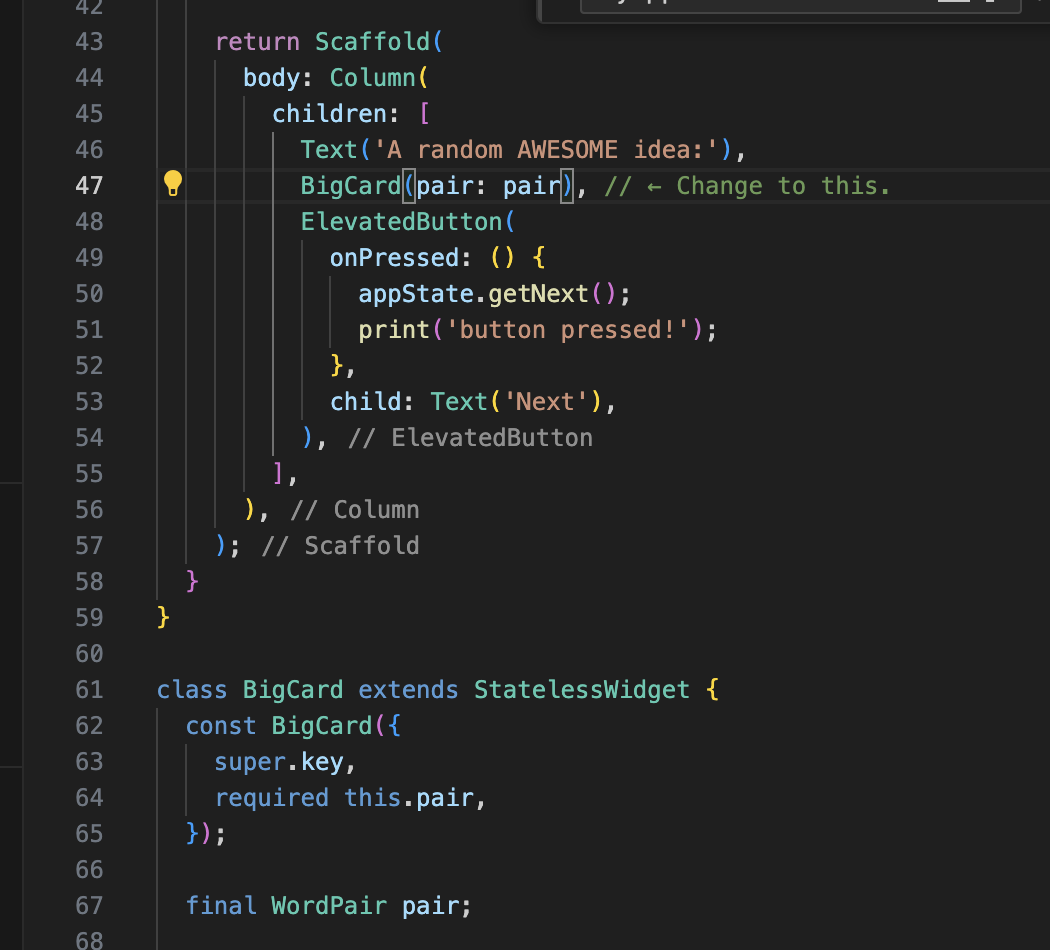 42
43 return Scaffold(
44 body: Column(
45 children: [
46 Text('A random AWESOME idea:'),
47 BigCard(pair: pair), // ← Change to this.
48 ElevatedButton(
49 onPressed: () {
50 appState.getNext();
51 print('button pressed!');
52 },
53 child: Text('Next'),
54 ), // ElevatedButton
55 ],
56 ), // Column
57 ); // Scaffold
58 }
59 }
60
61 class BigCard extends StatelessWidget {
62 const BigCard({
63 super.key,
64 required this.pair,
65 });
66
67 final WordPair pair;
68